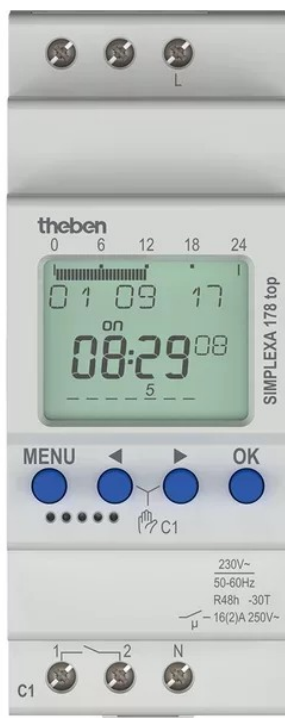 L
theben
0 6 12 18 24
01 09 17
on
08:29 08
5
SIMPLEXA 178 top
MENU ◀ ▶ OK
C1
230V~
50-60Hz
R48h -30T
µ 16(2)A 250V~
1 2 N
C1